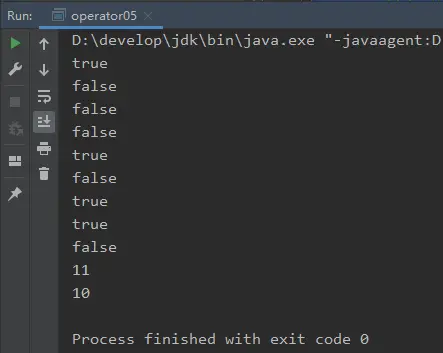 Run: operator05
D:\develop\jdk\bin\java.exe "-javaagent:D
true
false
false
false
true
false
true
true
false
11
10
Process finished with exit code 0